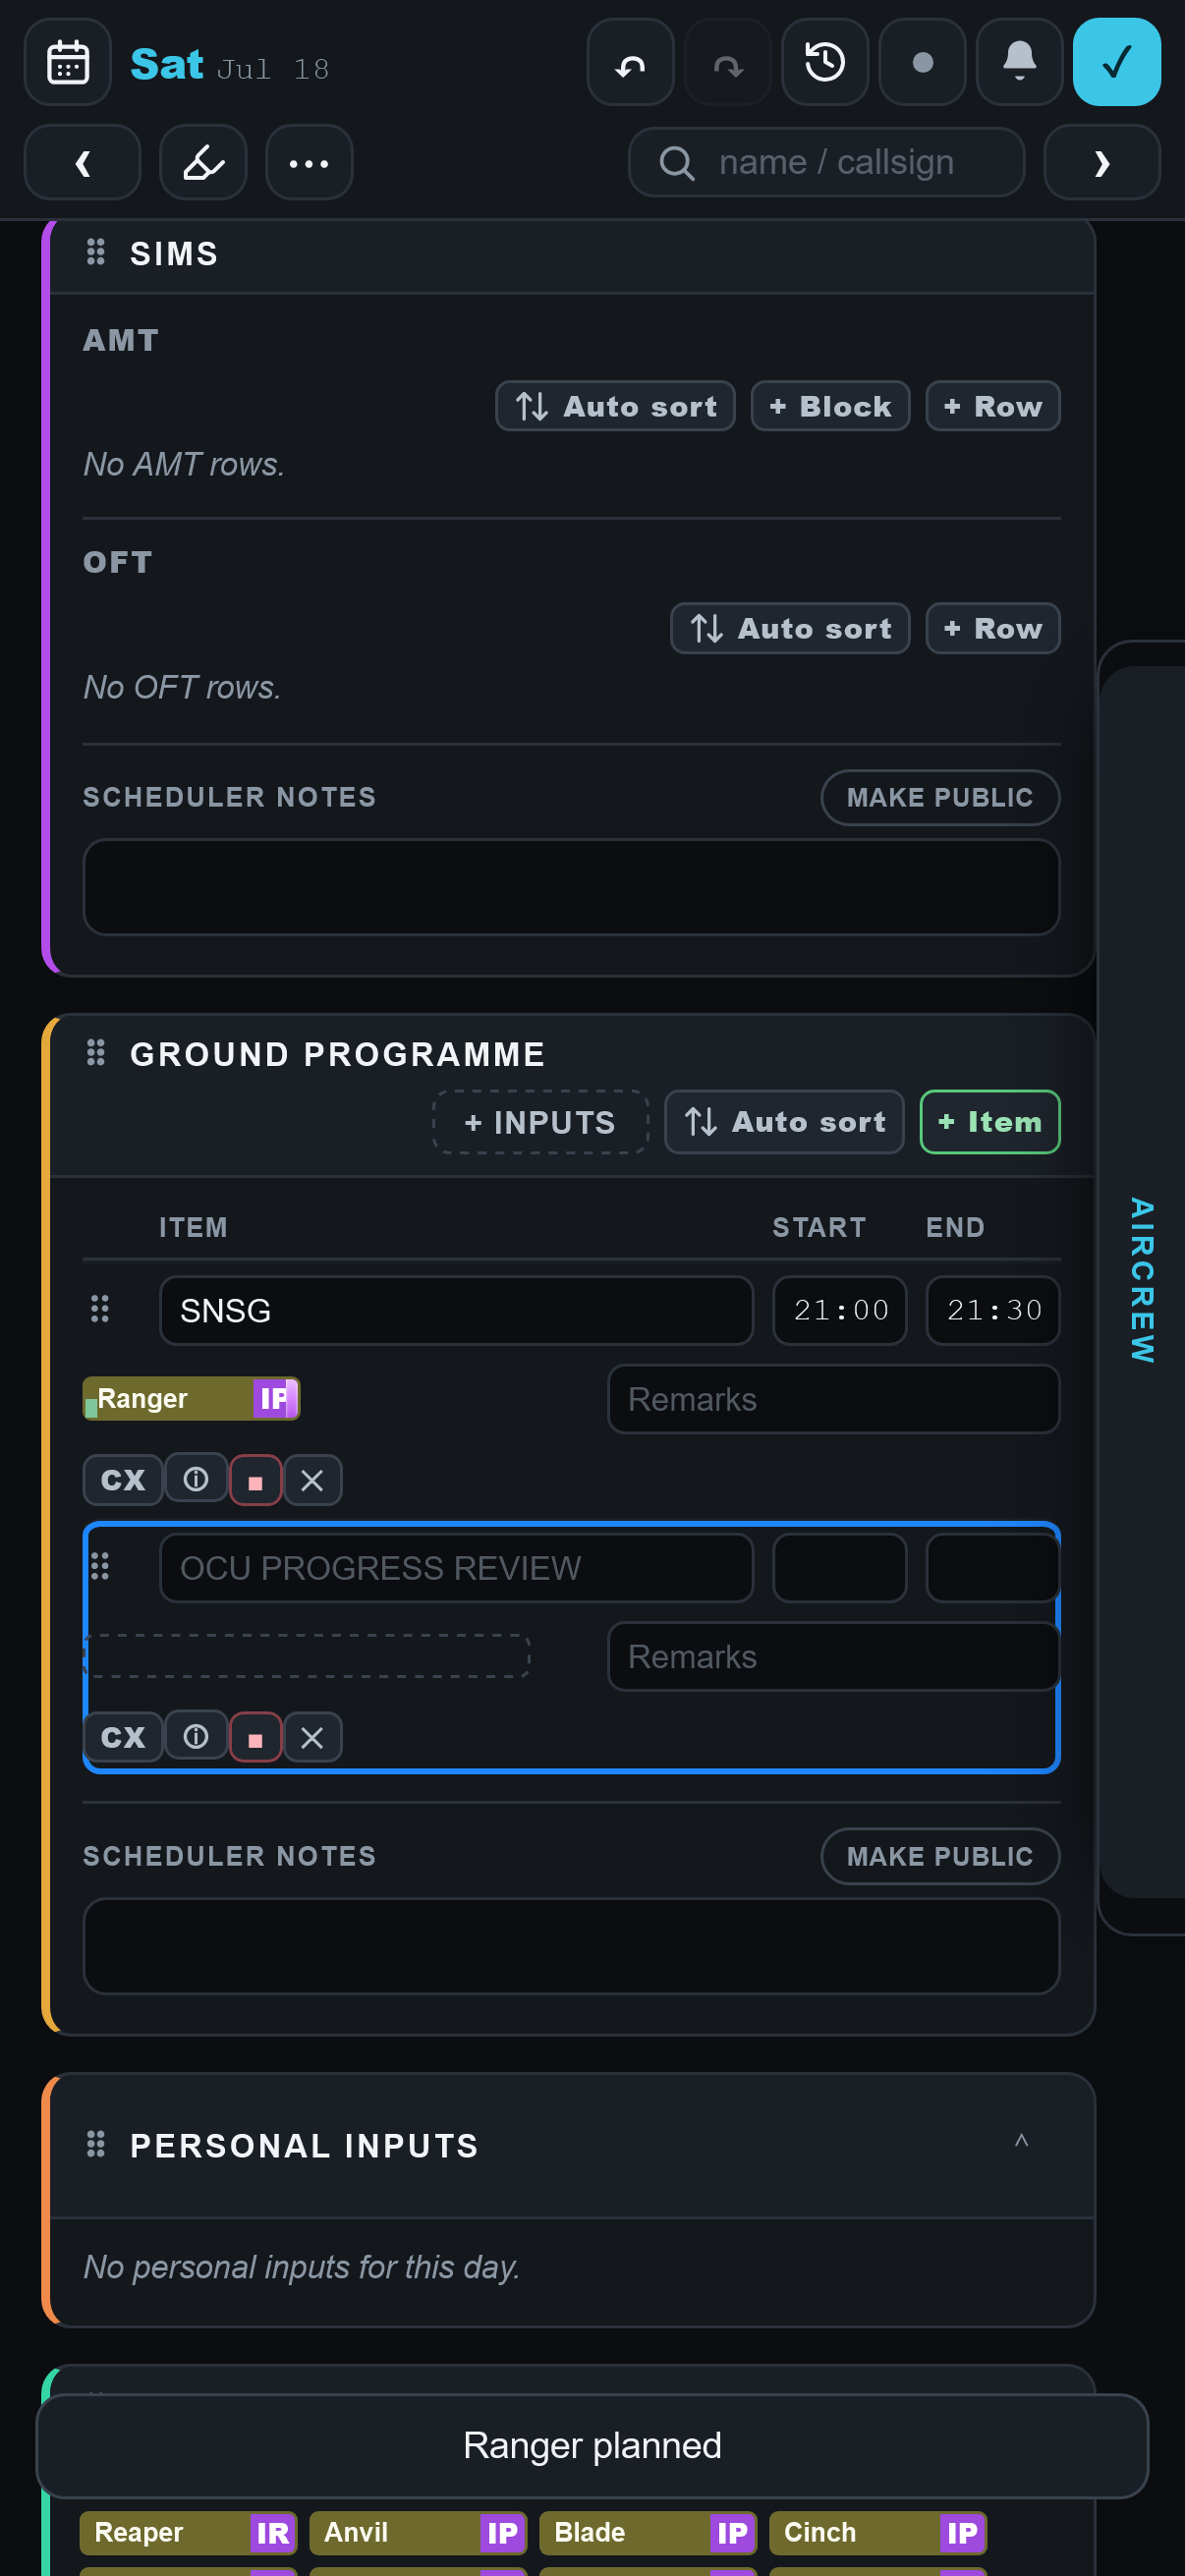 Sat Jul 18
name / callsign
SIMS
AMT
Auto sort + Block + Row
No AMT rows.
OFT
Auto sort + Row
No OFT rows.
SCHEDULER NOTES MAKE PUBLIC
GROUND PROGRAMME
+ INPUTS Auto sort + Item
ITEM START END
SNSG 21:00 21:30
Ranger IP Remarks
CX
OCU PROGRESS REVIEW
Remarks
CX
SCHEDULER NOTES MAKE PUBLIC
AIRCREW
PERSONAL INPUTS
No personal inputs for this day.
Ranger planned
Reaper IR Anvil IP Blade IP Cinch IP